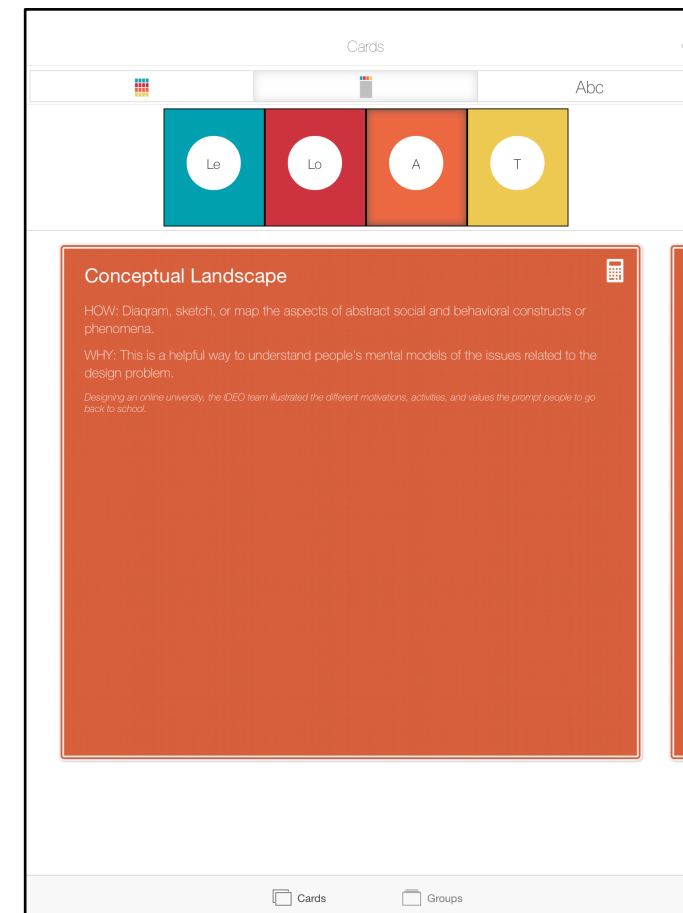 Cards
Abc
Le
Lo
A
T
Conceptual Landscape
HOW: Diagram, sketch, or map the aspects of abstract social and behavioral constructs or
phenomena.
WHY: This is a helpful way to understand people's mental models of the issues related to the
design problem.
Designing an online university, the IDEO team illustrated the different motivations, activities, and values the prompt people to go
back to school.
Cards
Groups